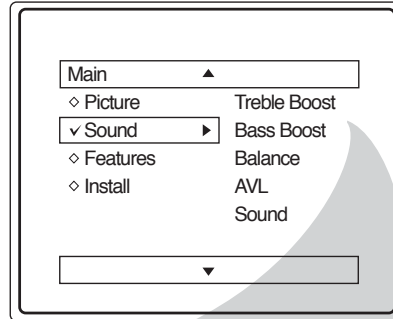 Main
Picture
Sound
Features
Install
Treble Boost
Bass Boost
Balance
AVL
Sound